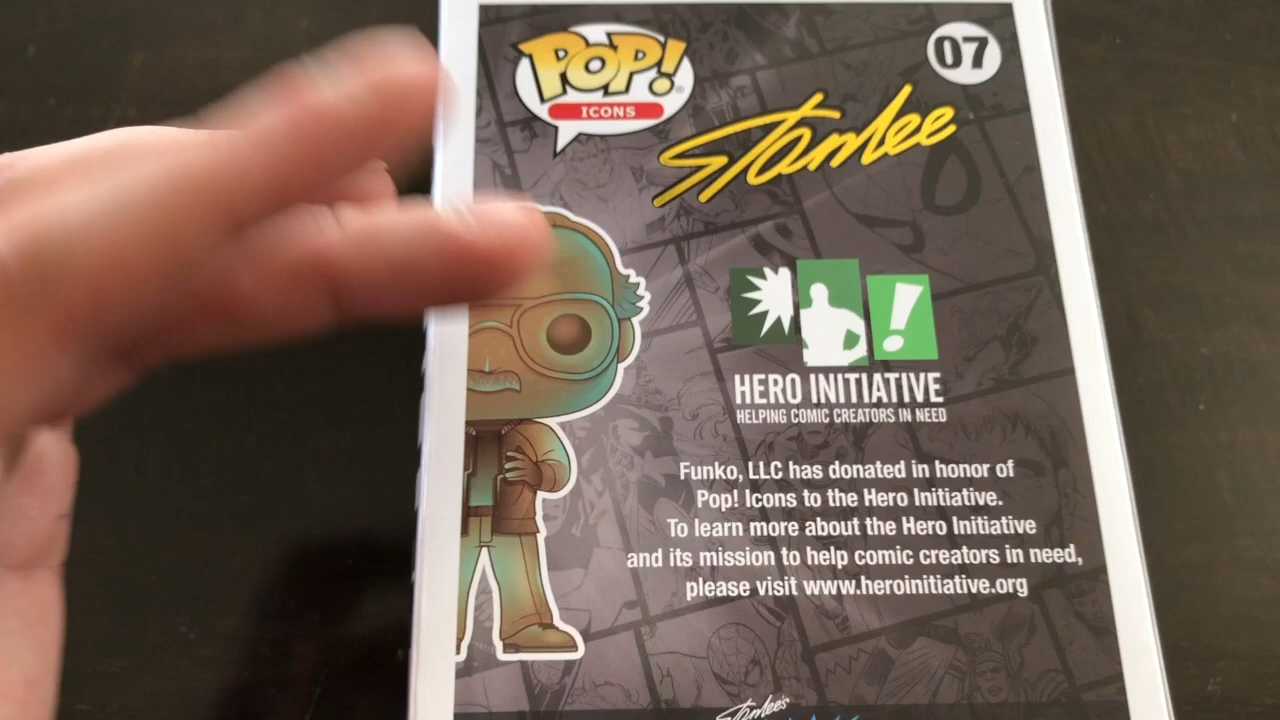 POP!
ICONS
07
Stan Lee
HERO INITIATIVE
HELPING COMIC CREATORS IN NEED
Funko, LLC has donated in honor of
Pop! Icons to the Hero Initiative.
To learn more about the Hero Initiative
and its mission to help comic creators in need,
please visit www.heroinitiative.org
Stan Lee's